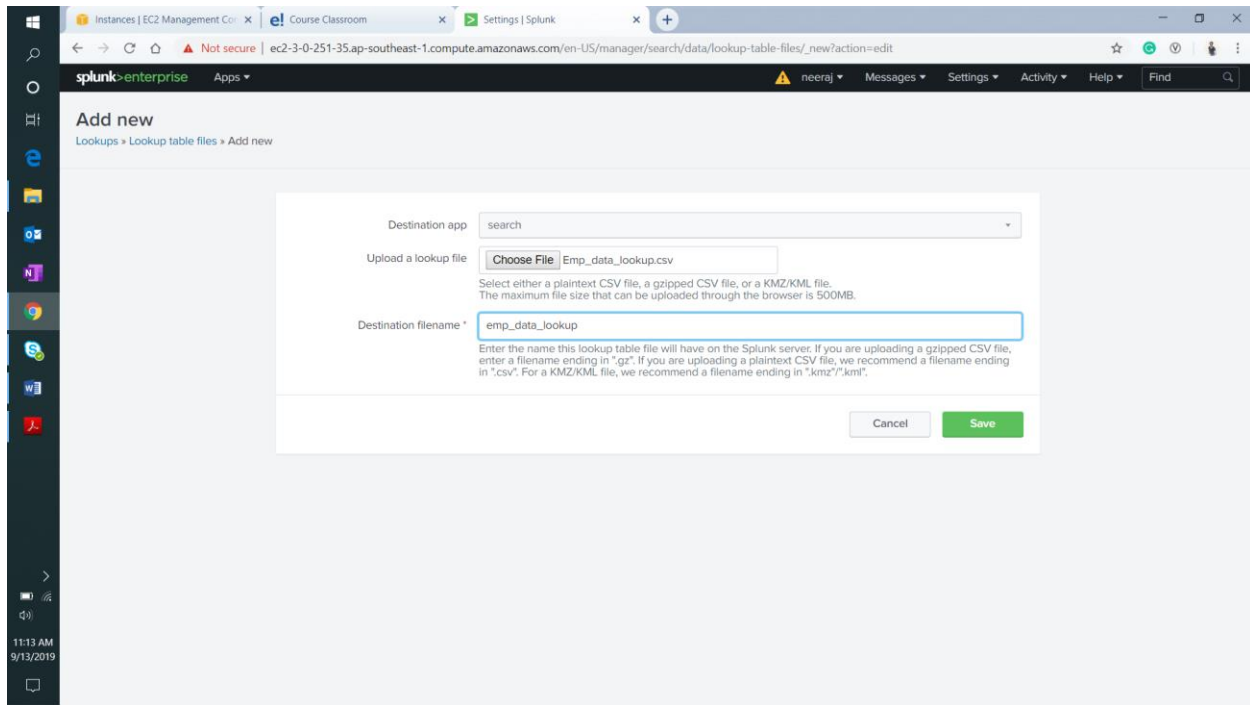 Instances | EC2 Management Co
Course Classroom
Settings | Splunk
Not secure | ec2-3-0-251-35.ap-southeast-1.compute.amazonaws.com/en-US/manager/search/data/lookup-table-files/_new?action=edit
splunk>enterprise Apps neeraj Messages Settings Activity Help Find
Add new
Lookups » Lookup table files » Add new
Destination app search
Upload a lookup file Choose File Emp_data_lookup.csv
Select either a plaintext CSV file, a gzipped CSV file, or a KMZ/KML file.
The maximum file size that can be uploaded through the browser is 500MB.
Destination filename * emp_data_lookup
Enter the name this lookup table file will have on the Splunk server. If you are uploading a gzipped CSV file,
enter a filename ending in ".gz". If you are uploading a plaintext CSV file, we recommend a filename ending
in ".csv". For a KMZ/KML file, we recommend a filename ending in ".kmz"/".kml".
Cancel Save
11:13 AM
9/13/2019